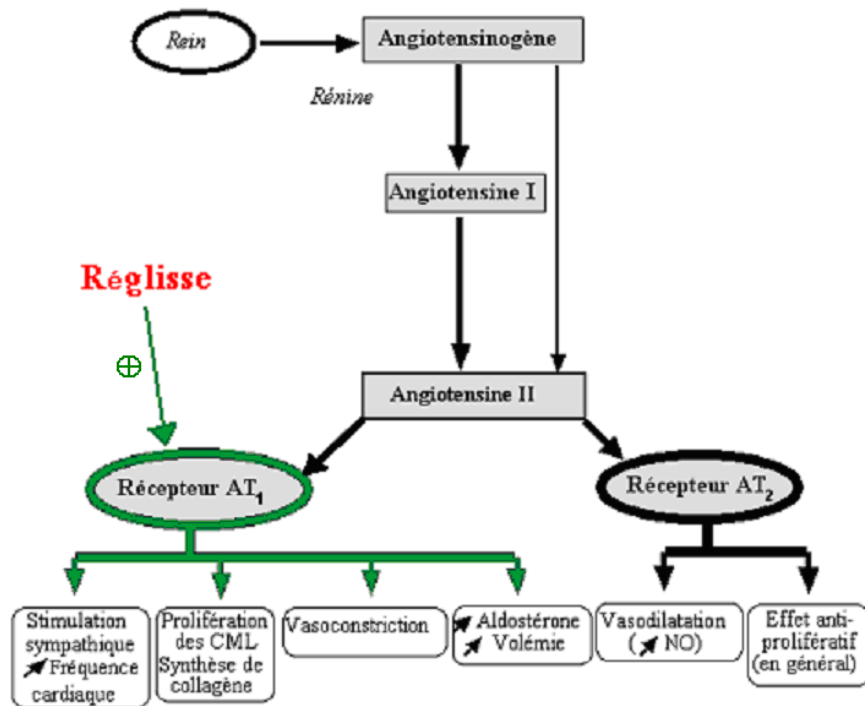 Rein
Angiotensinogène
Rénine
Angiotensine I
Réglisse
Angiotensine II
Récepteur AT1
Récepteur AT2
Stimulation
sympathique
Fréquence
cardiaque
Prolifération
des CML
Synthèse de
collagène
Vasoconstriction
Aldostérone
Volémie
Vasodilatation
( NO)
Effet anti-
prolifératif
(en général)